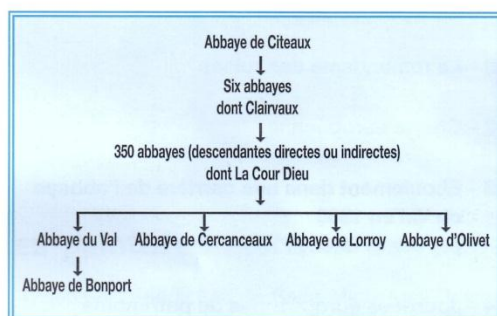 Abbaye de Citeaux
Six abbayes
dont Clairvaux
350 abbayes (descendantes directes ou indirectes)
dont La Cour Dieu
Abbaye du Val
Abbaye de Cercanceaux
Abbaye de Lorroy
Abbaye d'Olivet
Abbaye de Bonport